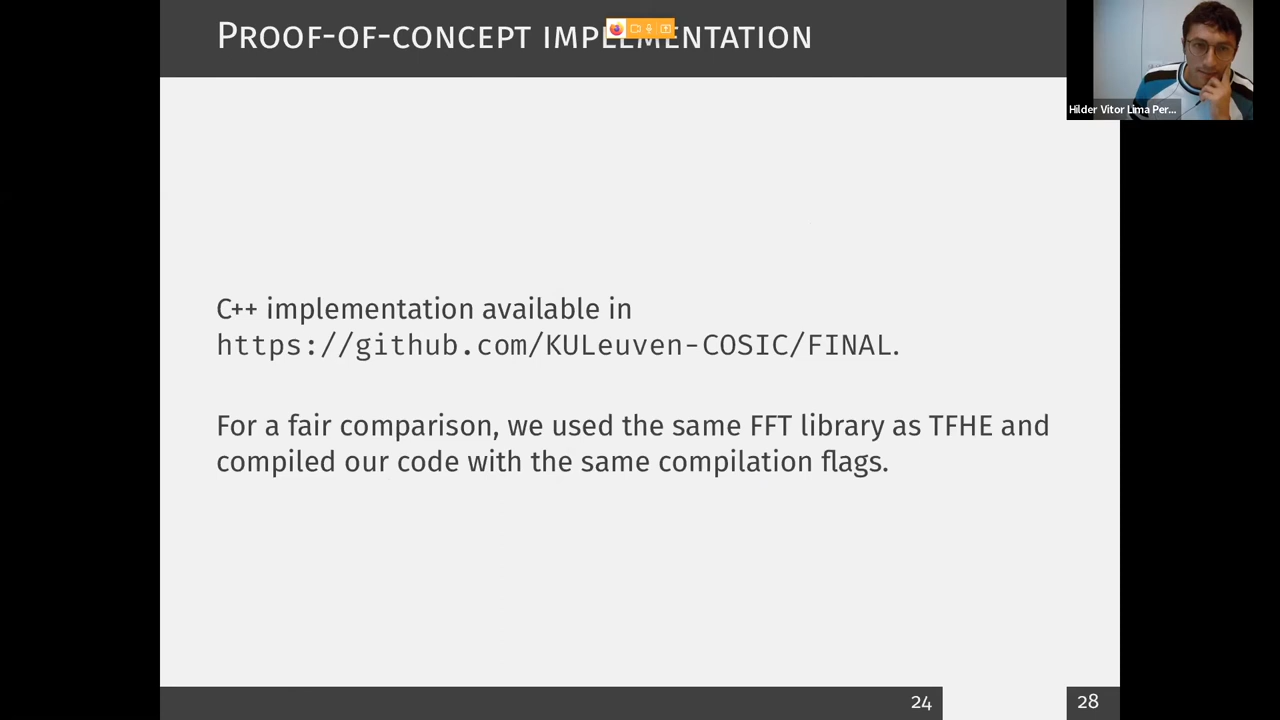 Proof-of-concept implementation
Hilder Vitor Lima Per...
C++ implementation available in
https://github.com/KULeuven-COSIC/FINAL.
For a fair comparison, we used the same FFT library as TFHE and
compiled our code with the same compilation flags.
24
28